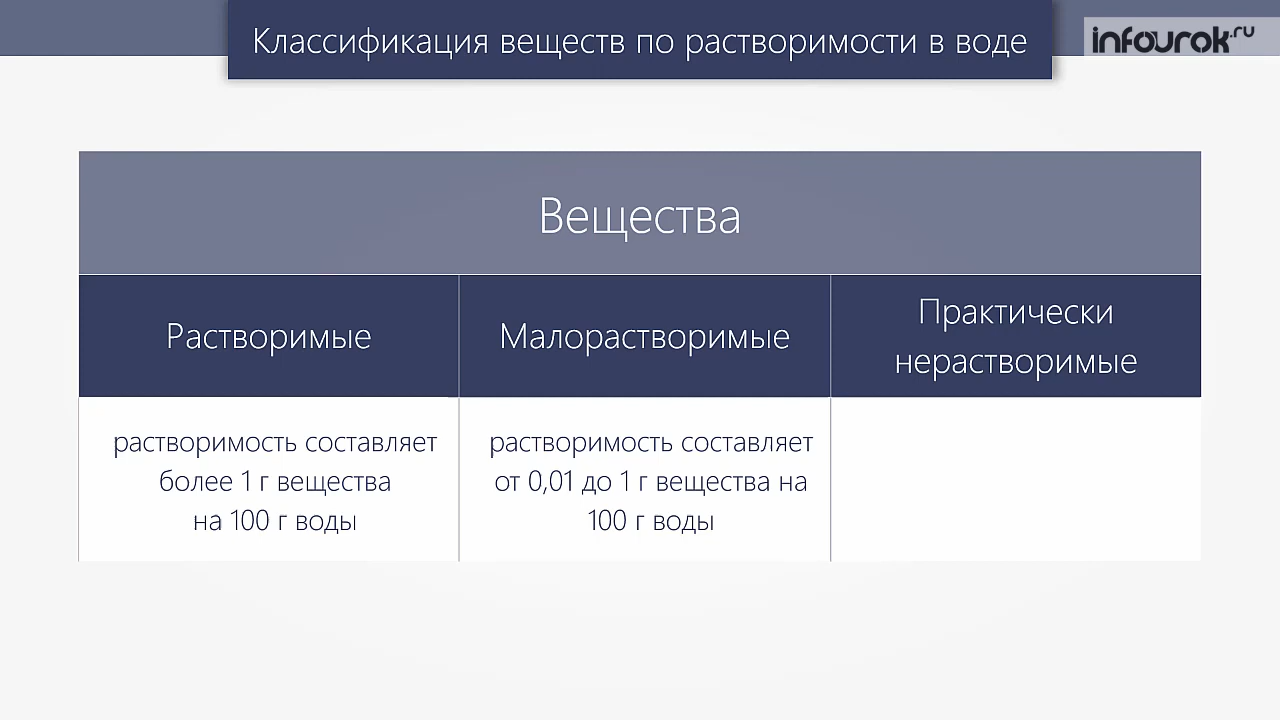 Классификация веществ по растворимости в воде
infourok.ru
Вещества
Растворимые
Малорастворимые
Практически
нерастворимые
растворимость составляет
более 1 г вещества
на 100 г воды
растворимость составляет
от 0,01 до 1 г вещества на
100 г воды